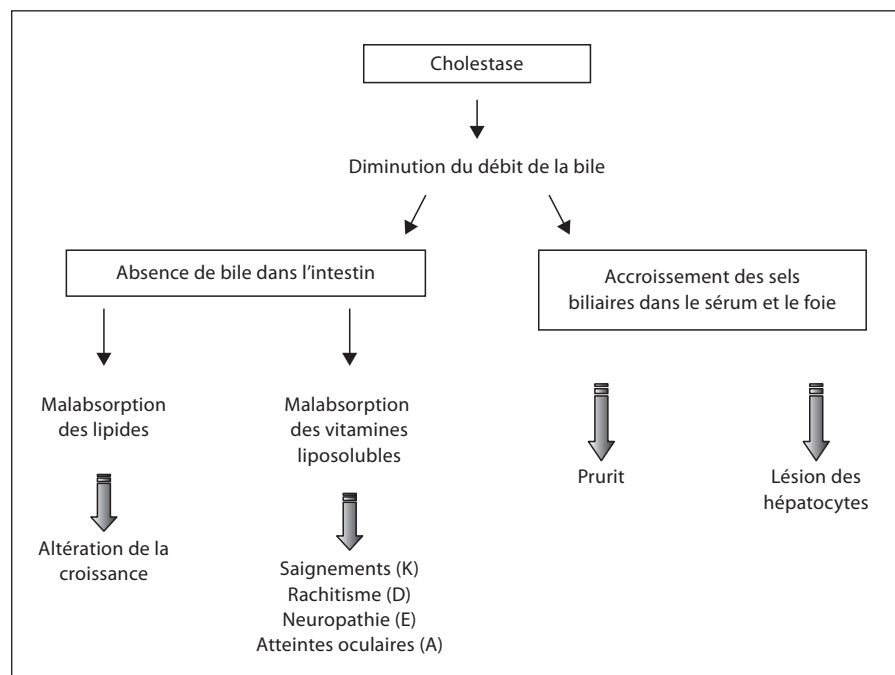 Cholestase
Diminution du débit de la bile
Absence de bile dans l’intestin
Accroissement des sels
biliaires dans le sérum et le foie
Malabsorption
des lipides
Malabsorption
des vitamines
liposolubles
Prurit
Lésion des
hépatocytes
Altération de la
croissance
Saignements (K)
Rachitisme (D)
Neuropathie (E)
Atteintes oculaires (A)